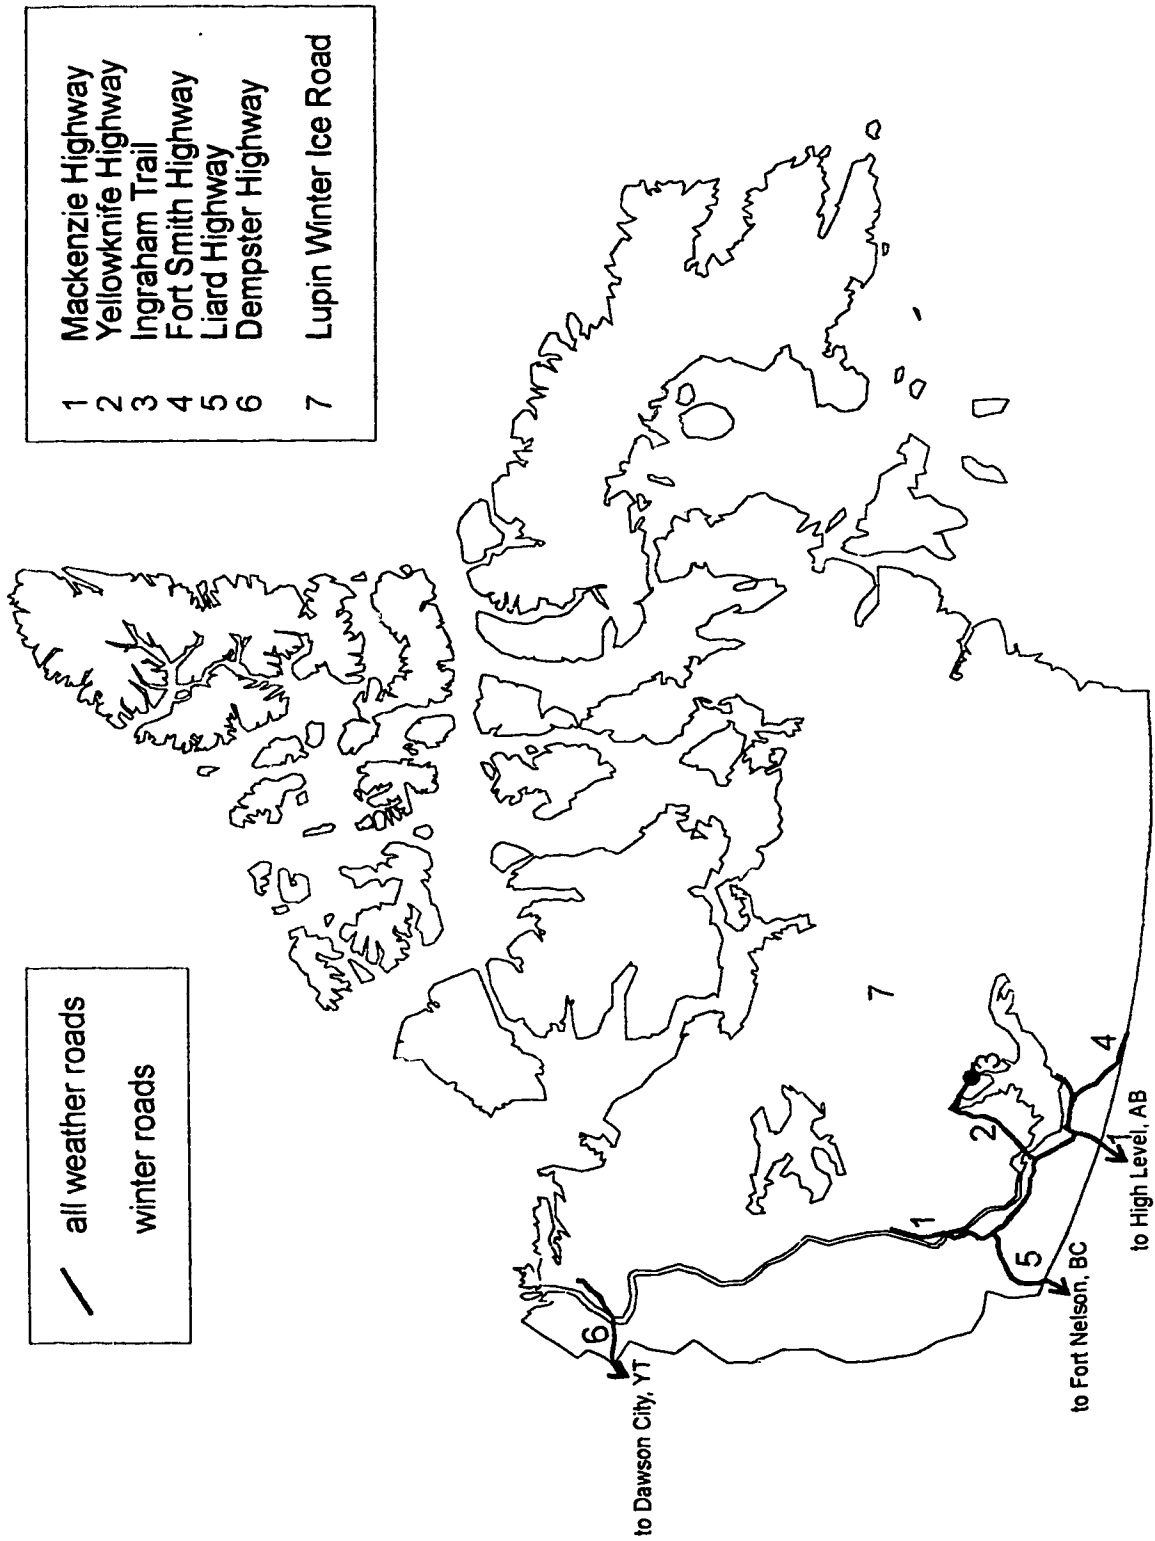 all weather roads
winter roads
1 Mackenzie Highway
2 Yellowknife Highway
3 Ingraham Trail
4 Fort Smith Highway
5 Liard Highway
6 Dempster Highway
7 Lupin Winter Ice Road
6
to Dawson City, YT
7
1
2
3
5
4
1
to Fort Nelson, BC
to High Level, AB